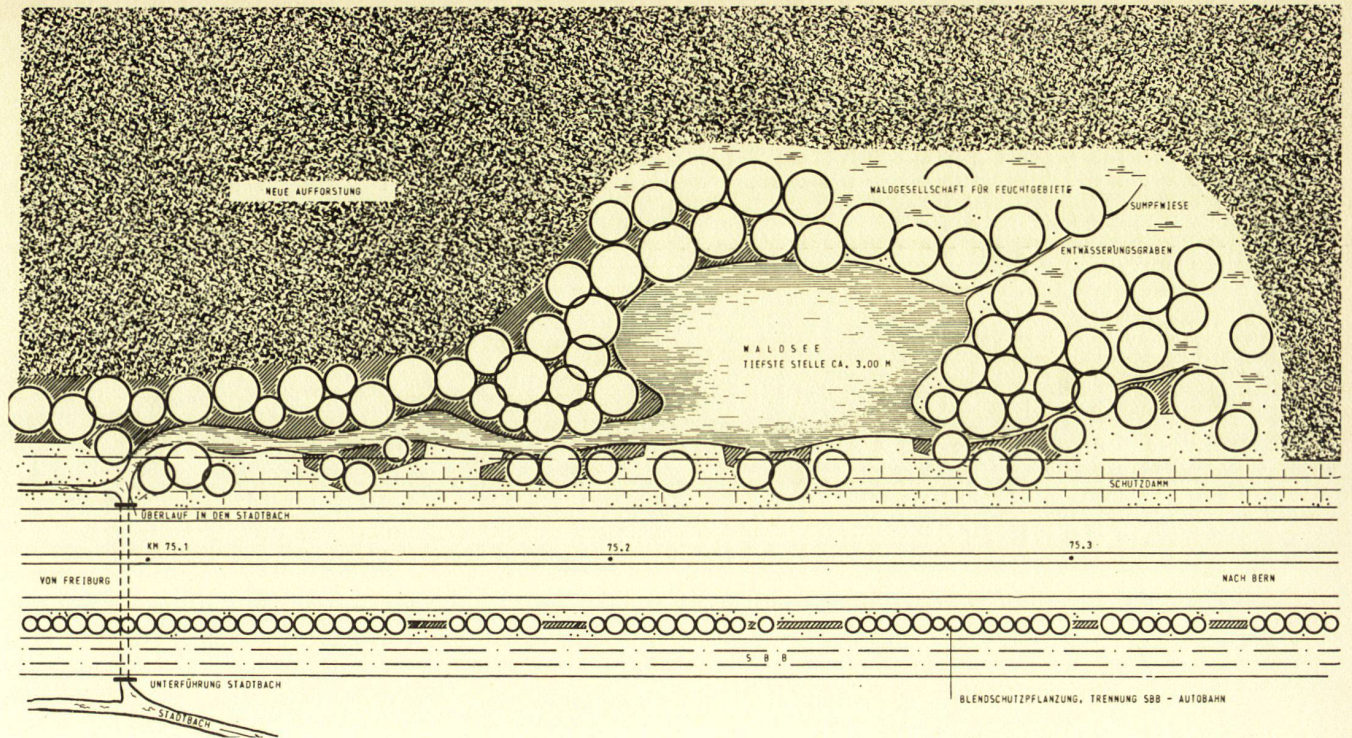 NEUE AUFFORSTUNG
WALDGESELLSCHAFT FÜR FEUCHTGEBIETE
SUMPFWIESE
ENTWÄSSERUNGSGRABEN
WALDSEE
TIEFSTE STELLE CA. 3.00 M
SCHUTZDAMM
ÜBERLAUF IN DEN STADTBACH
KM 75.1
75.2
75.3
VON FREIBURG
NACH BERN
SBB
UNTERFÜHRUNG STADTBACH
BLENDSCHUTZPFLANZUNG, TRENNUNG SBB - AUTOBAHN
STADTBACH